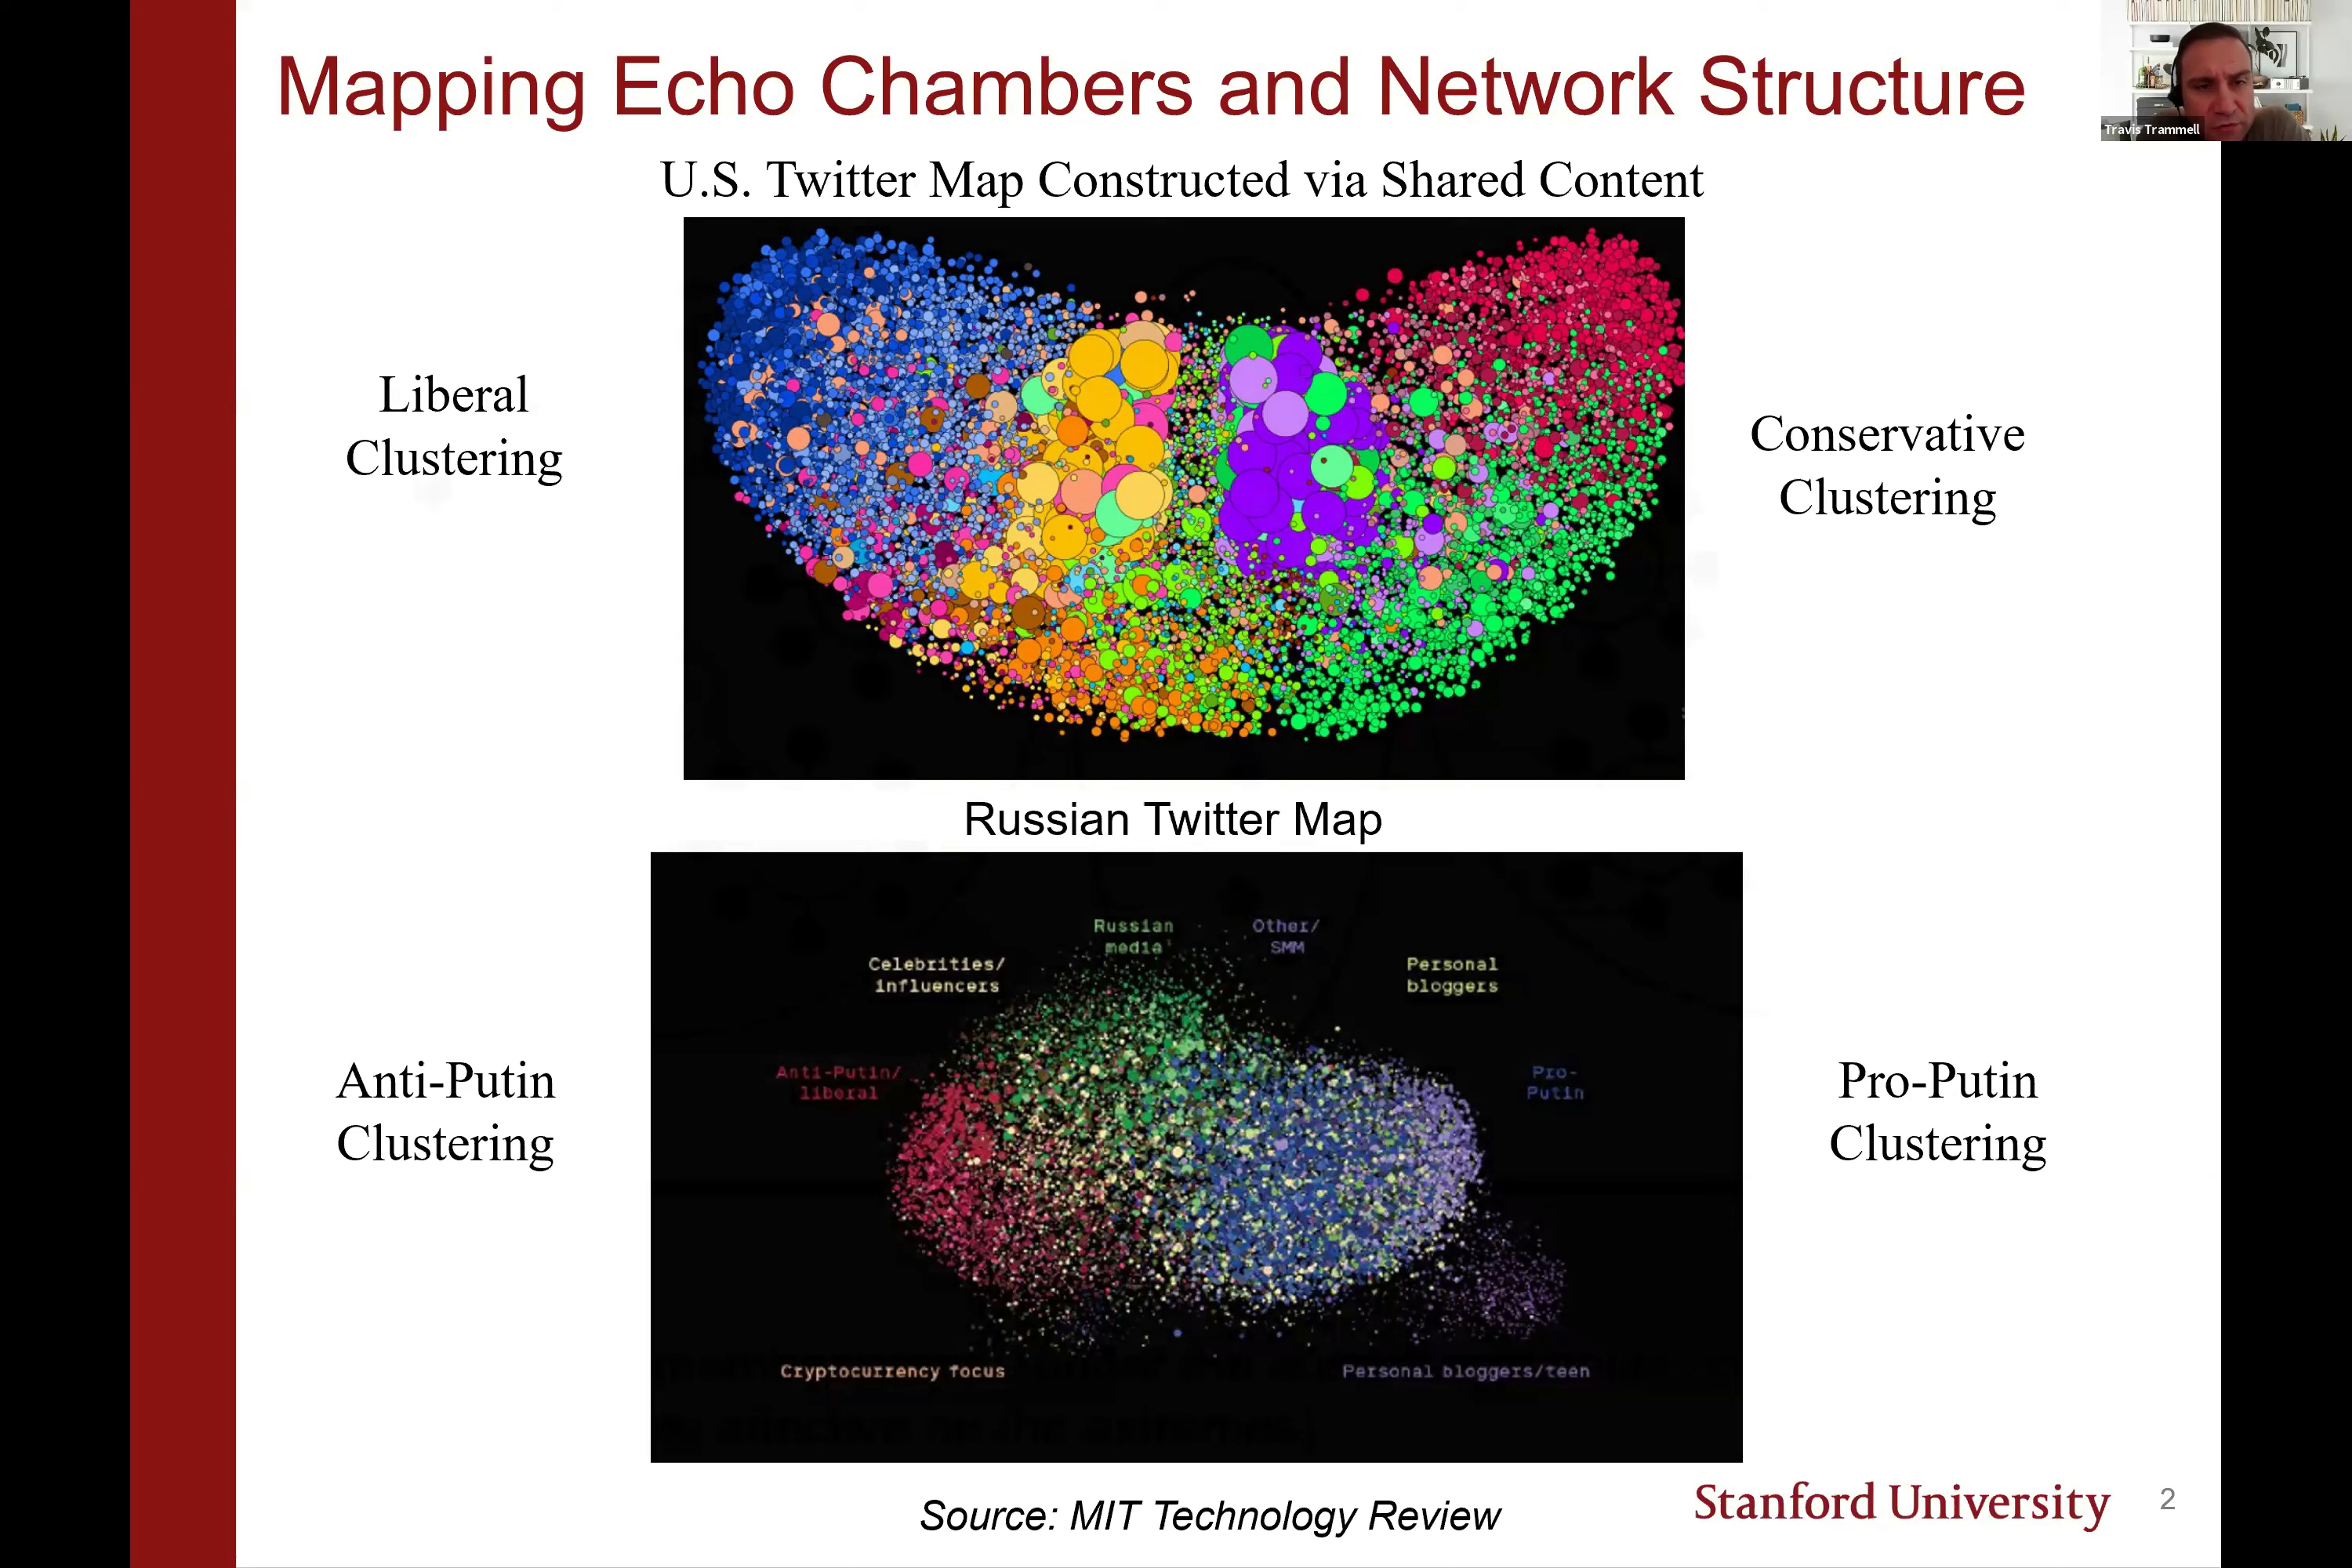 Mapping Echo Chambers and Network Structure
Travis Trammell
U.S. Twitter Map Constructed via Shared Content
Liberal
Clustering
Conservative
Clustering
Russian Twitter Map
Russian
media
Other/
SMM
Celebrities/
influencers
Personal
bloggers
Anti-Putin/
liberal
Pro-
Putin
Anti-Putin
Clustering
Pro-Putin
Clustering
Cryptocurrency focus
Personal bloggers/teen
Source: MIT Technology Review
Stanford University
2